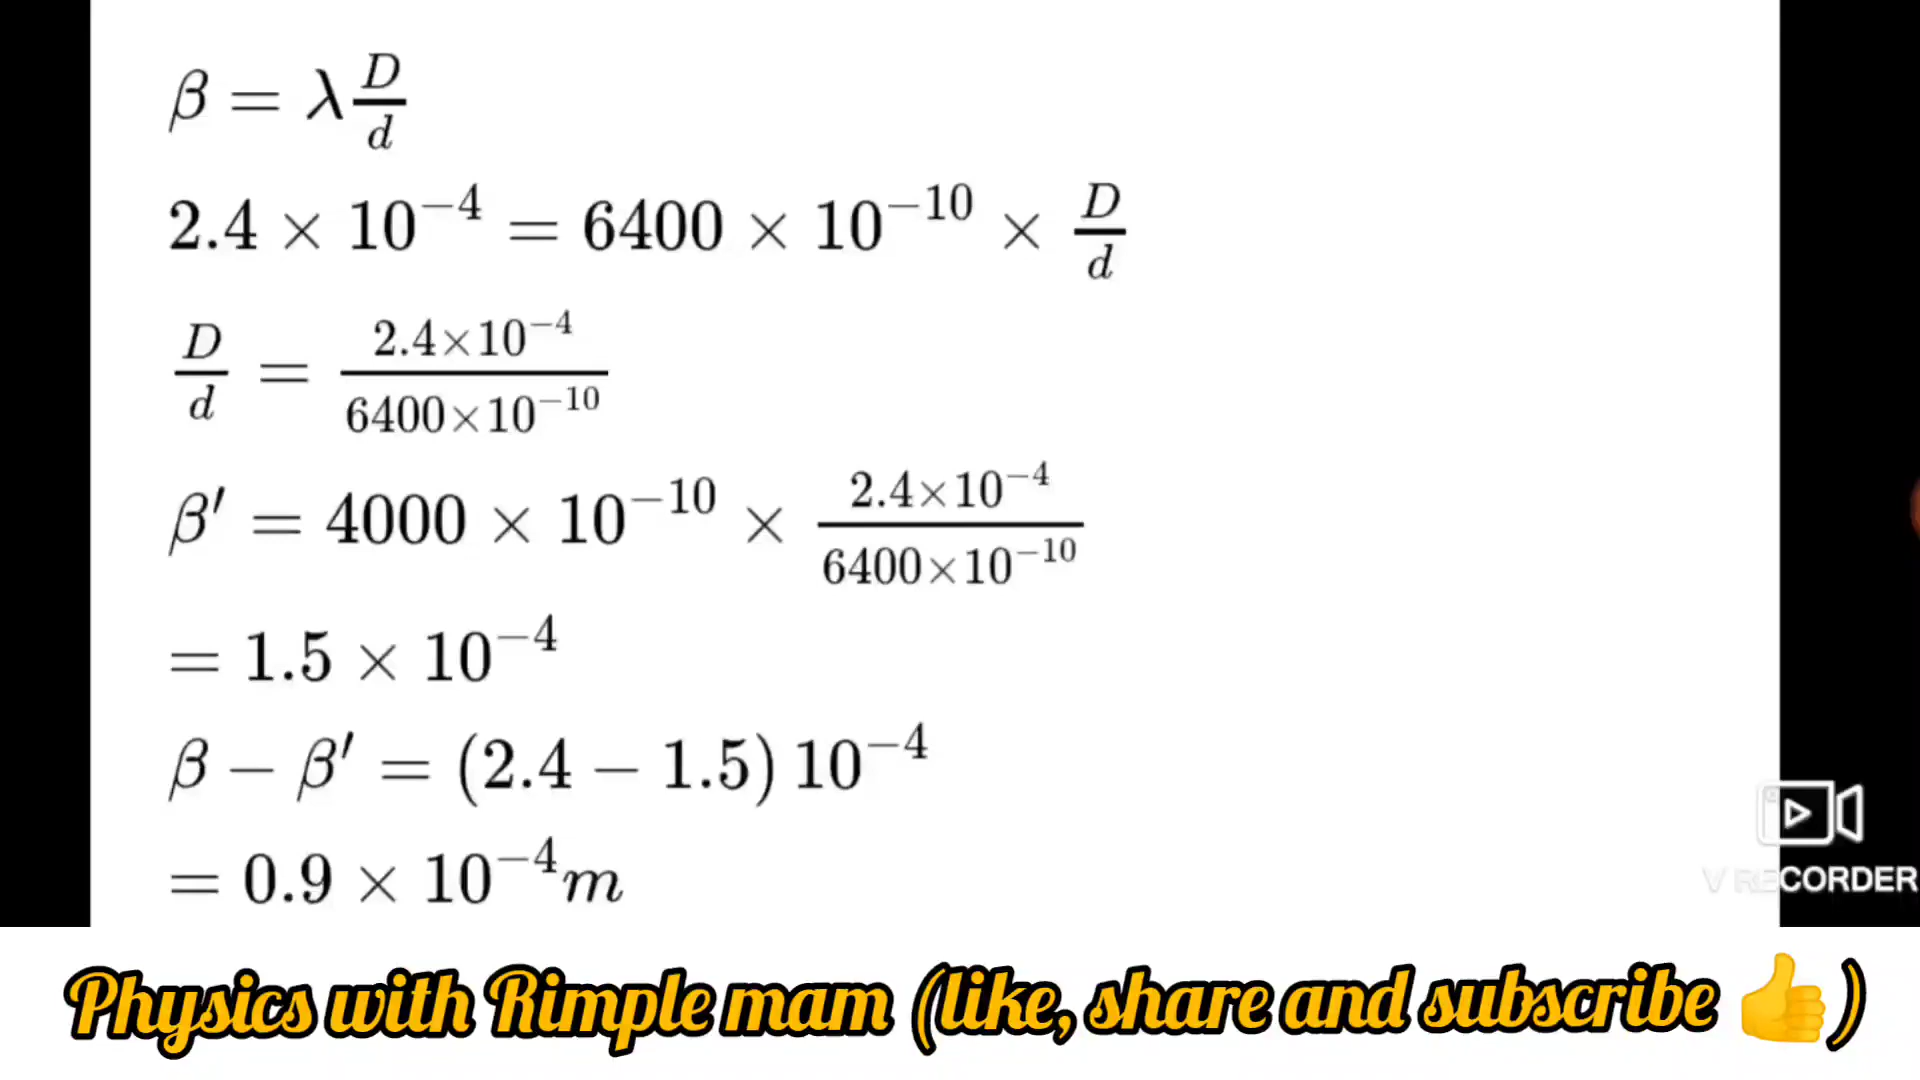 β = λ D/d
2.4 × 10⁻⁴ = 6400 × 10⁻¹⁰ × D/d
D/d = 2.4×10⁻⁴/6400×10⁻¹⁰
β′ = 4000 × 10⁻¹⁰ × 2.4×10⁻⁴/6400×10⁻¹⁰
= 1.5 × 10⁻⁴
β − β′ = (2.4 − 1.5) 10⁻⁴
= 0.9 × 10⁻⁴m
V RECORDER
Physics with Rimple mam (like, share and subscribe 👍)